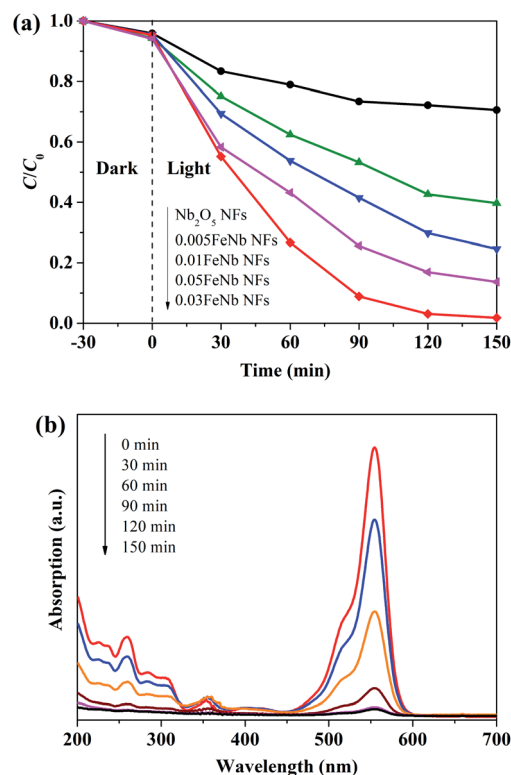 (a)
1.0
0.8
0.6
0.4
0.2
0.0
C/C₀
Dark
Light
Nb₂O₅ NFs
0.005FeNb NFs
0.01FeNb NFs
0.05FeNb NFs
0.03FeNb NFs
-30 0 30 60 90 120 150
Time (min)
(b)
0 min
30 min
60 min
90 min
120 min
150 min
Absorption (a.u.)
200 300 400 500 600 700
Wavelength (nm)